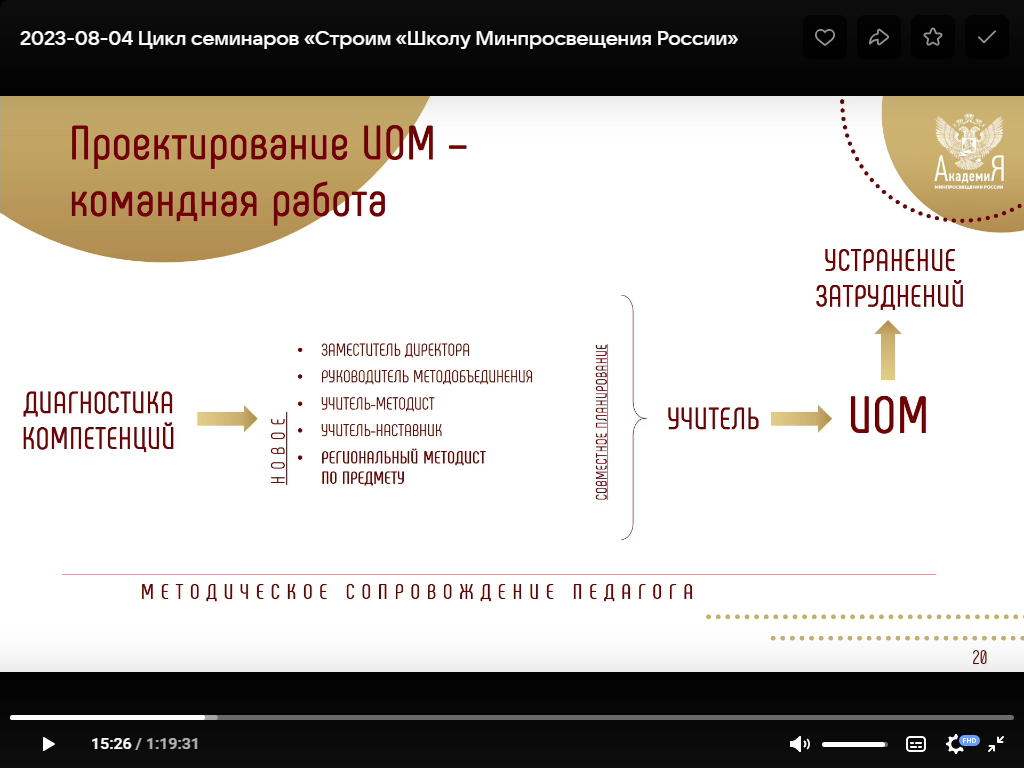 2023-08-04 Цикл семинаров «Строим «Школу Минпросвещения России»
Проектирование ИОМ –
командная работа
АкадемиЯ
МИНПРОСВЕЩЕНИЯ РОССИИ
УСТРАНЕНИЕ
ЗАТРУДНЕНИЙ
ДИАГНОСТИКА
КОМПЕТЕНЦИЙ
НОВОЕ
• ЗАМЕСТИТЕЛЬ ДИРЕКТОРА
• РУКОВОДИТЕЛЬ МЕТОДОБЪЕДИНЕНИЯ
• УЧИТЕЛЬ-МЕТОДИСТ
• УЧИТЕЛЬ-НАСТАВНИК
• РЕГИОНАЛЬНЫЙ МЕТОДИСТ
ПО ПРЕДМЕТУ
СОВМЕСТНОЕ ПЛАНИРОВАНИЕ
УЧИТЕЛЬ
ИОМ
МЕТОДИЧЕСКОЕ СОПРОВОЖДЕНИЕ ПЕДАГОГА
20
15:26 / 1:19:31
FHD